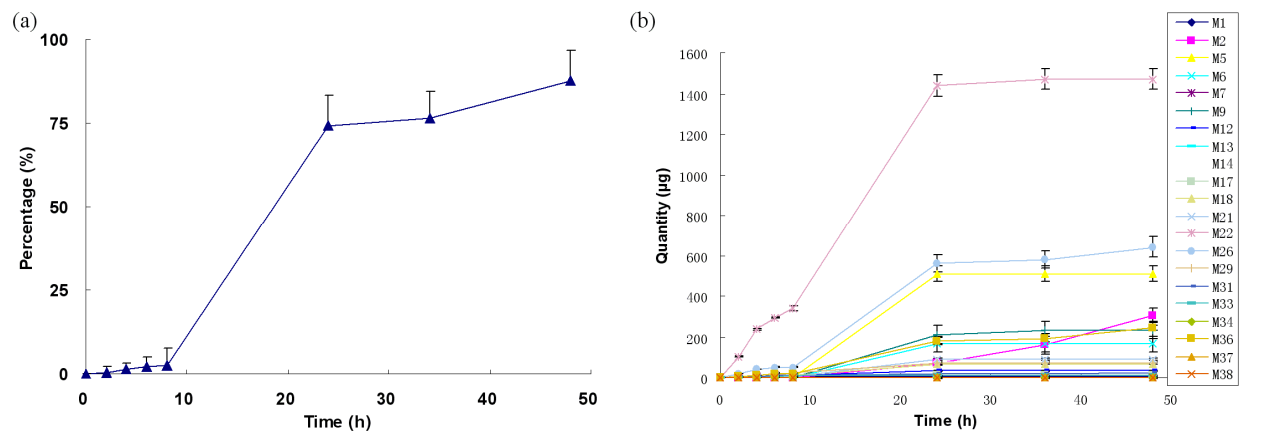 (a)
100
75
50
25
0
Percentage (%)
0 10 20 30 40 50
Time (h)
(b)
1600
1400
1200
1000
800
600
400
200
0
Quantity (μg)
0 10 20 30 40 50
Time (h)
M1
M2
M5
M6
M7
M9
M12
M13
M14
M17
M18
M21
M22
M26
M29
M31
M33
M34
M36
M37
M38